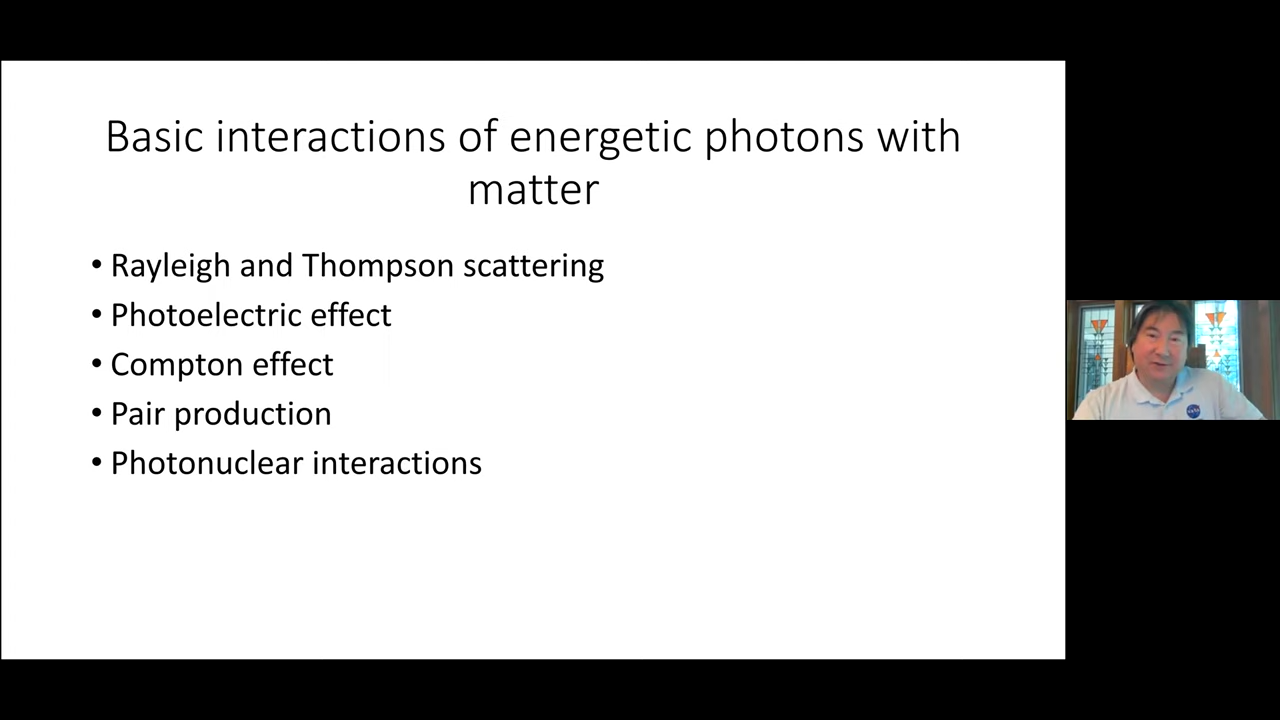 Basic interactions of energetic photons with
matter
• Rayleigh and Thompson scattering
• Photoelectric effect
• Compton effect
• Pair production
• Photonuclear interactions
NASA